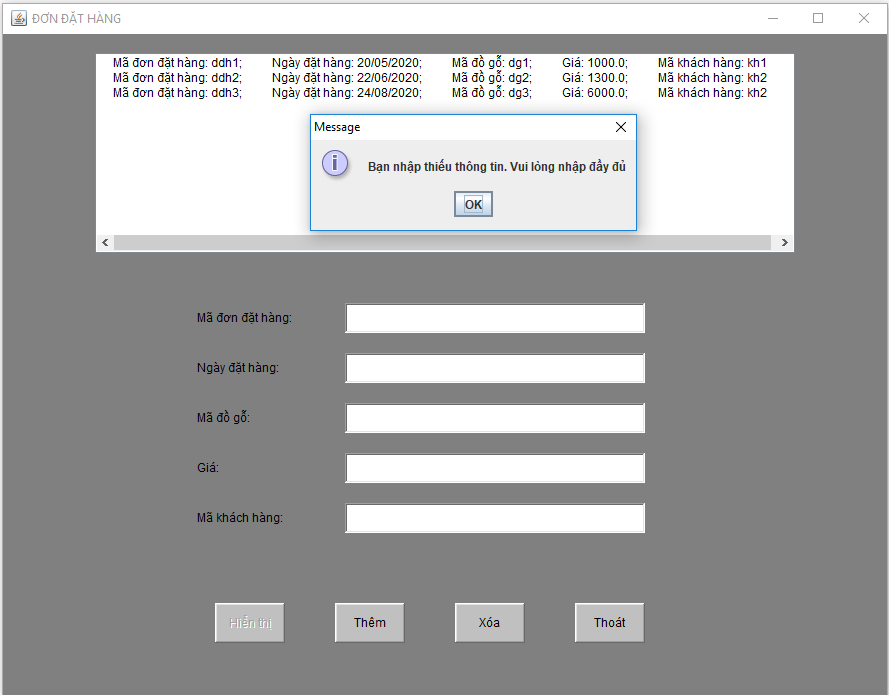 ĐƠN ĐẶT HÀNG
Mã đơn đặt hàng: ddh1; Ngày đặt hàng: 20/05/2020; Mã đồ gỗ: dg1; Giá: 1000.0; Mã khách hàng: kh1
Mã đơn đặt hàng: ddh2; Ngày đặt hàng: 22/06/2020; Mã đồ gỗ: dg2; Giá: 1300.0; Mã khách hàng: kh2
Mã đơn đặt hàng: ddh3; Ngày đặt hàng: 24/08/2020; Mã đồ gỗ: dg3; Giá: 6000.0; Mã khách hàng: kh2
Message
Bạn nhập thiếu thông tin. Vui lòng nhập đầy đủ
OK
Mã đơn đặt hàng:
Ngày đặt hàng:
Mã đồ gỗ:
Giá:
Mã khách hàng:
Hiển thị Thêm Xóa Thoát